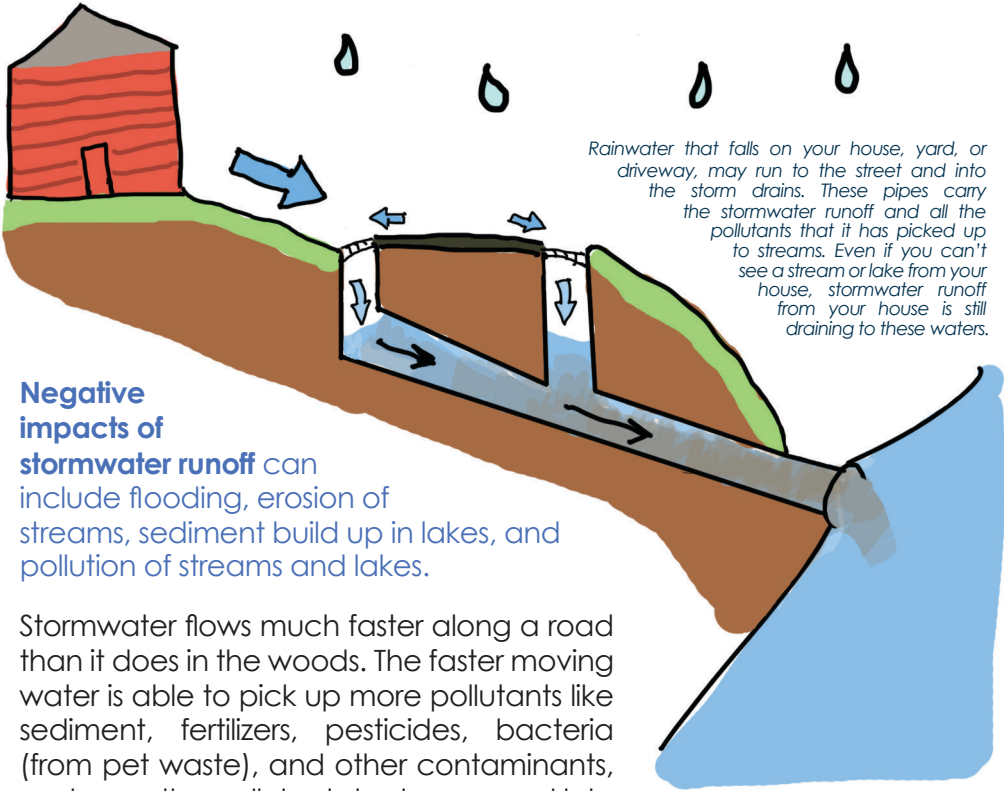 Rainwater that falls on your house, yard, or
driveway, may run to the street and into
the storm drains. These pipes carry
the stormwater runoff and all the
pollutants that it has picked up
to streams. Even if you can't
see a stream or lake from your
house, stormwater runoff
from your house is still
draining to these waters.
Negative
impacts of
stormwater runoff can
include flooding, erosion of
streams, sediment build up in lakes, and
pollution of streams and lakes.
Stormwater flows much faster along a road
than it does in the woods. The faster moving
water is able to pick up more pollutants like
sediment, fertilizers, pesticides, bacteria
(from pet waste), and other contaminants,